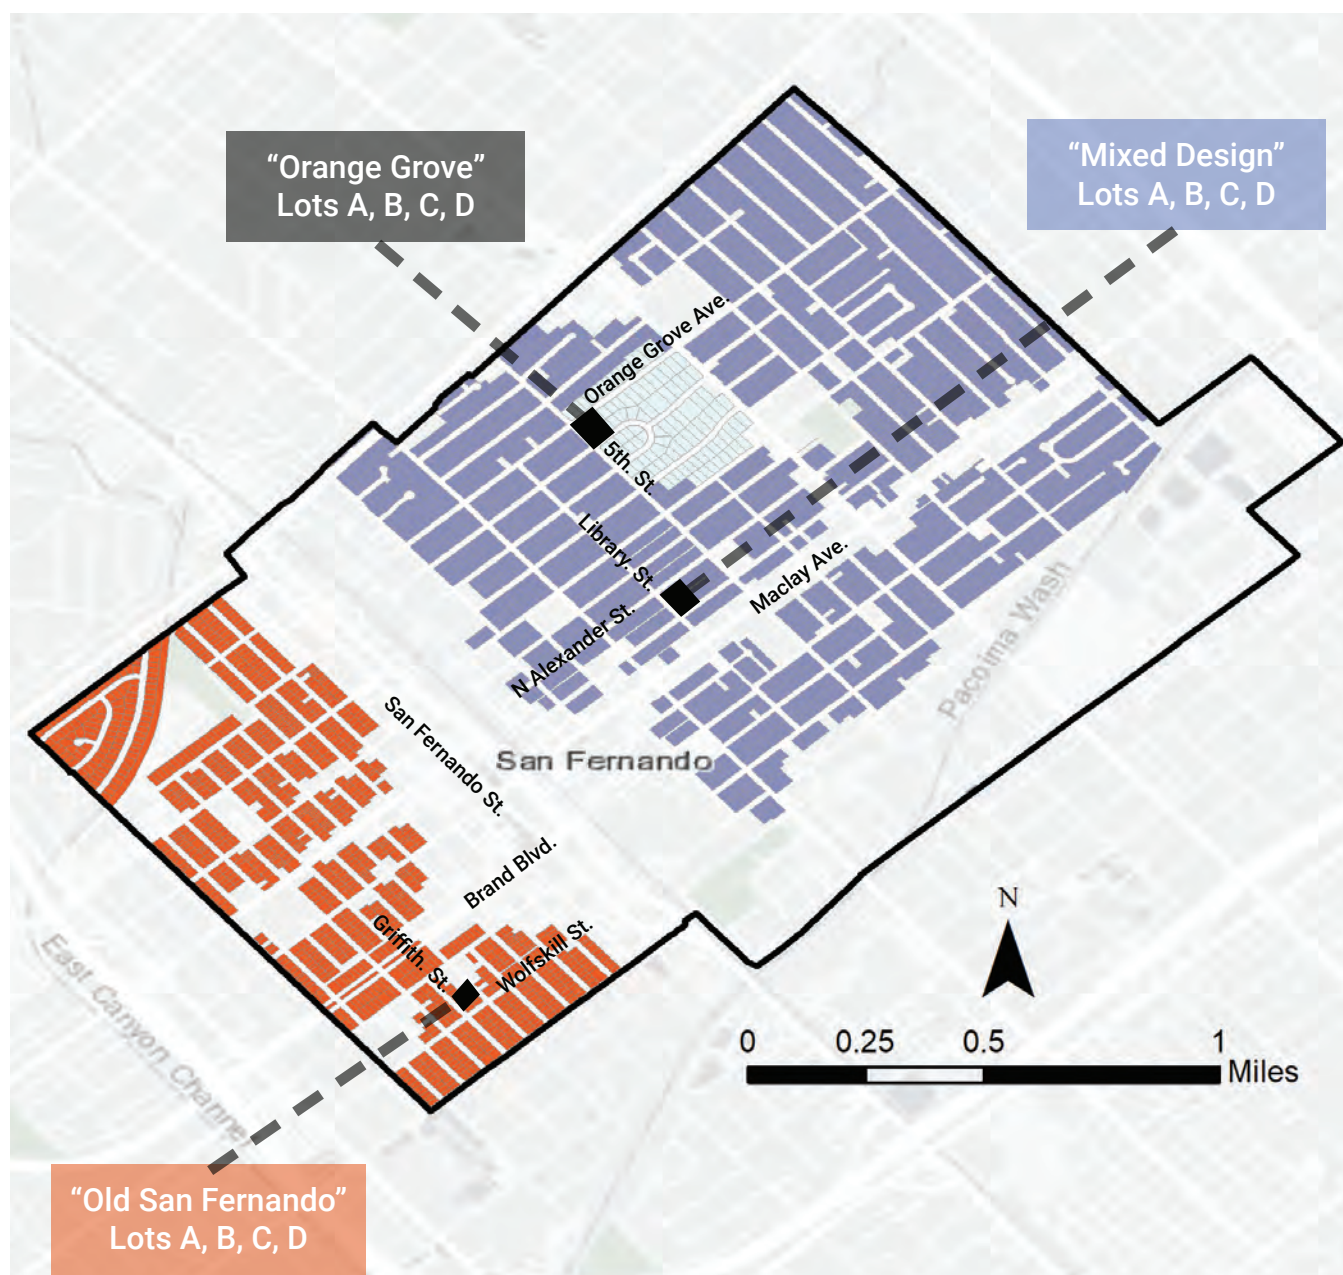 “Orange Grove”
Lots A, B, C, D
“Mixed Design”
Lots A, B, C, D
Orange Grove Ave.
5th. St.
Library. St.
Maclay Ave.
N Alexander St.
Pacoima Wash
San Fernando St.
San Fernando
Brand Blvd.
Griffith. St.
Wolfskill St.
East Canyon Channel
N
0 0.25 0.5 1
Miles
“Old San Fernando”
Lots A, B, C, D